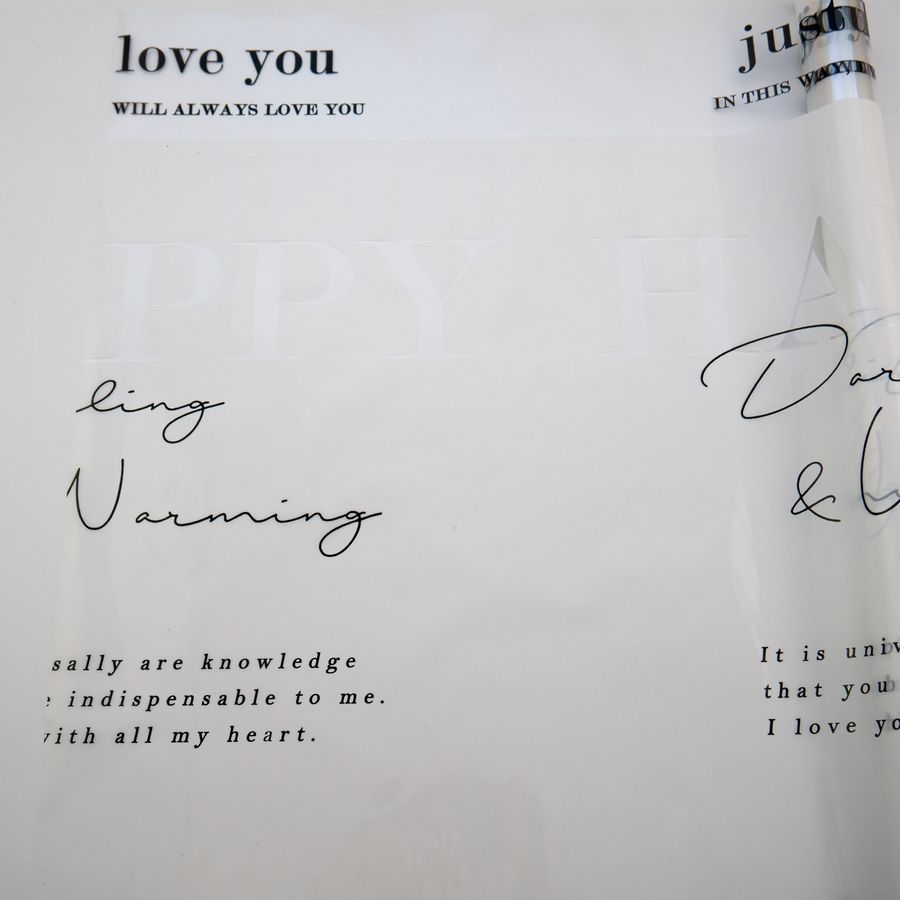 love you
WILL ALWAYS LOVE YOU
just
IN THIS WAY
PPY HA
ling
Warming
Dar
&
sally are knowledge
indispensable to me.
with all my heart.
It is univ
that you
I love yo